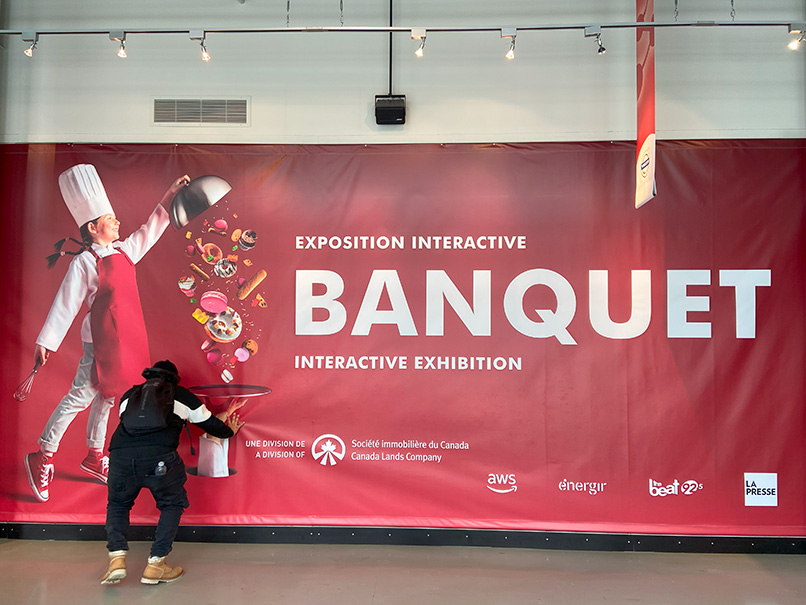 EXPOSITION INTERACTIVE
BANQUET
INTERACTIVE EXHIBITION
UNE DIVISION DE
A DIVISION OF
Société immobilière du Canada
Canada Lands Company
aws
énergir
the beat 92.5
LA
PRESSE